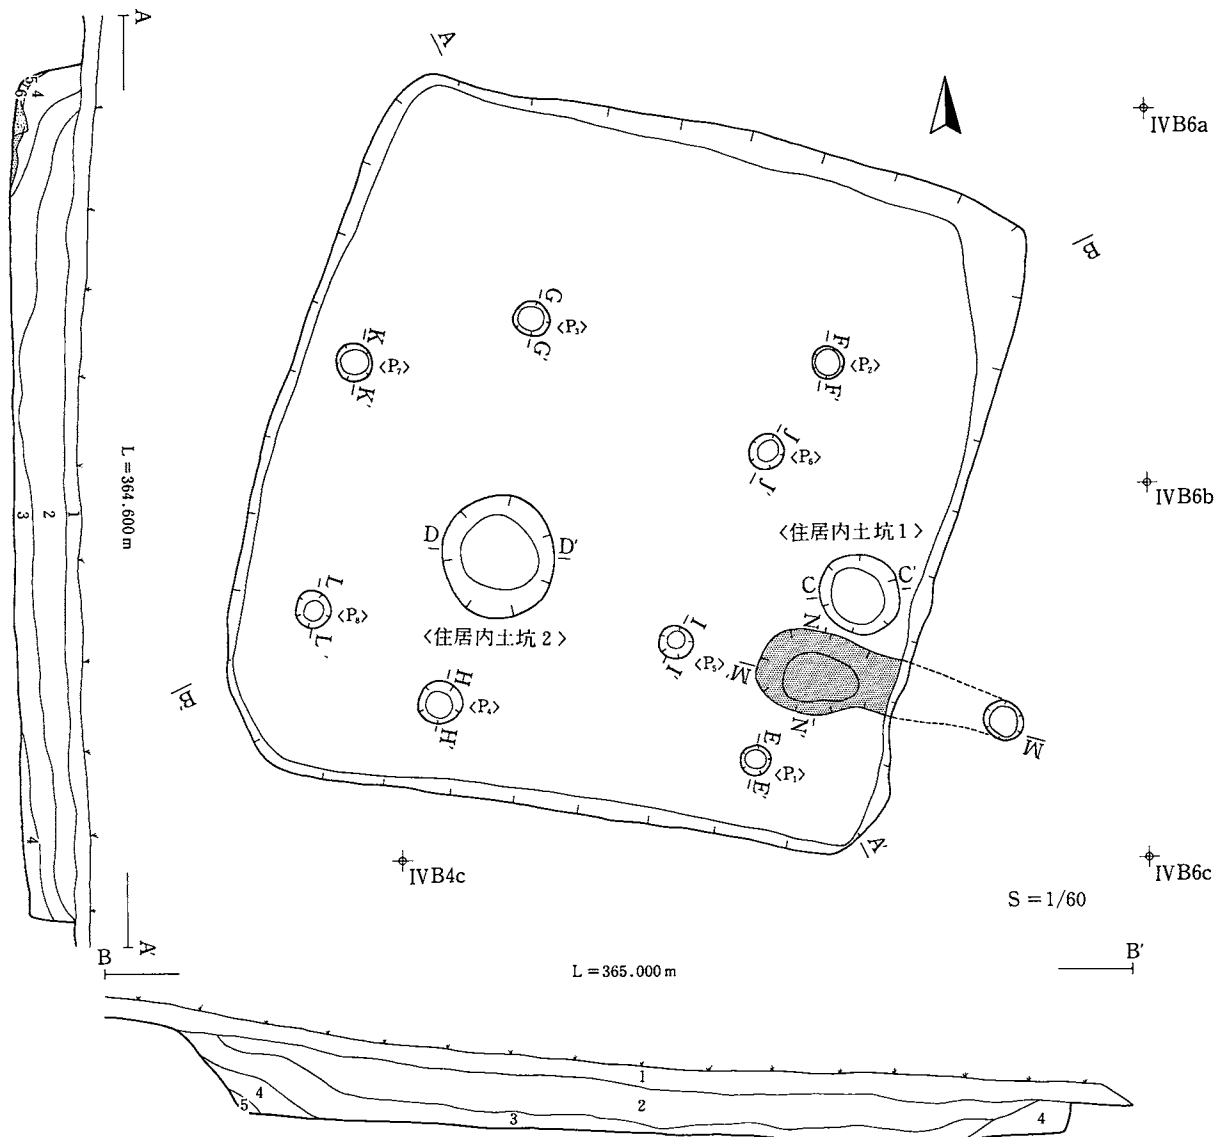 A
A
IVB6a
B
5
4
6
G
〈P₃〉
G'
K
〈P₇〉
K'
F
〈P₂〉
F'
J
〈P₆〉
J'
IVB6b
L＝364.600m
3
2
1
〈住居内土坑1〉
D
D'
C
C'
L
〈P₈〉
L'
〈住居内土坑2〉
I
〈P₅〉
I'
N
M'
N'
M
B'
H
〈P₄〉
H'
E
〈P₁〉
E'
4
A'
IVB4c
IVB6c
S＝1/60
A'
B
L＝365.000m
B'
1
2
3
4
5
4